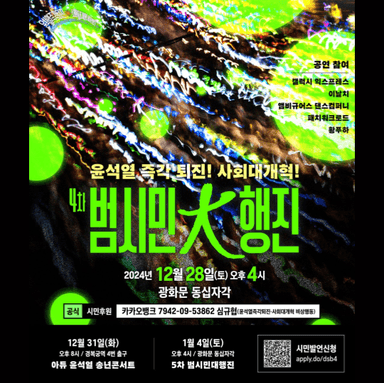 공연 참여
갤럭시 익스프레스
이날치
엠비규어스 댄스컴퍼니
패치워크로드
황푸하
윤석열 즉각 퇴진! 사회대개혁!
4차 범시민大행진
2024년 12월 28일(토) 오후 4시
광화문 동십자각
공식 시민후원 카카오뱅크 7942-09-53862 심규협(윤석열즉각퇴진·사회대개혁 비상행동)
12월 31일(화)
오후 8시 / 경복궁역 4번 출구
아듀 윤석열 송년콘서트
1월 4일(토)
오후 4시 / 광화문 동십자각
5차 범시민대행진
시민발언신청
apply.do/dsb4